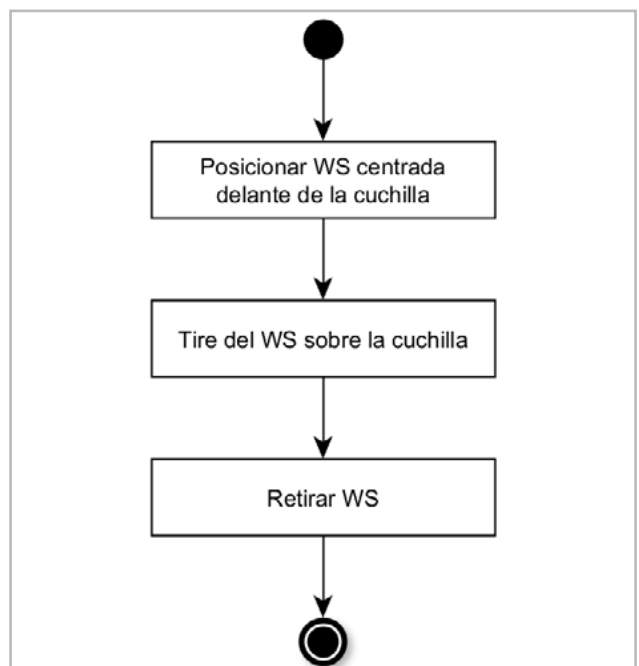 Posicionar WS centrada
delante de la cuchilla
Tire del WS sobre la cuchilla
Retirar WS